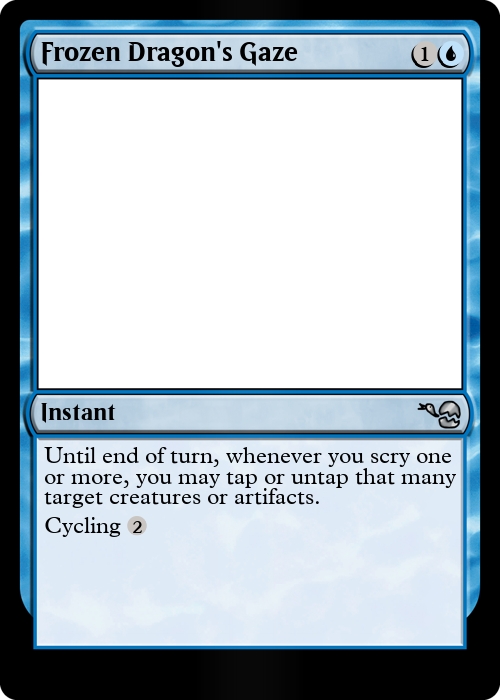 Frozen Dragon's Gaze 1
Instant
Until end of turn, whenever you scry one
or more, you may tap or untap that many
target creatures or artifacts.
Cycling 2